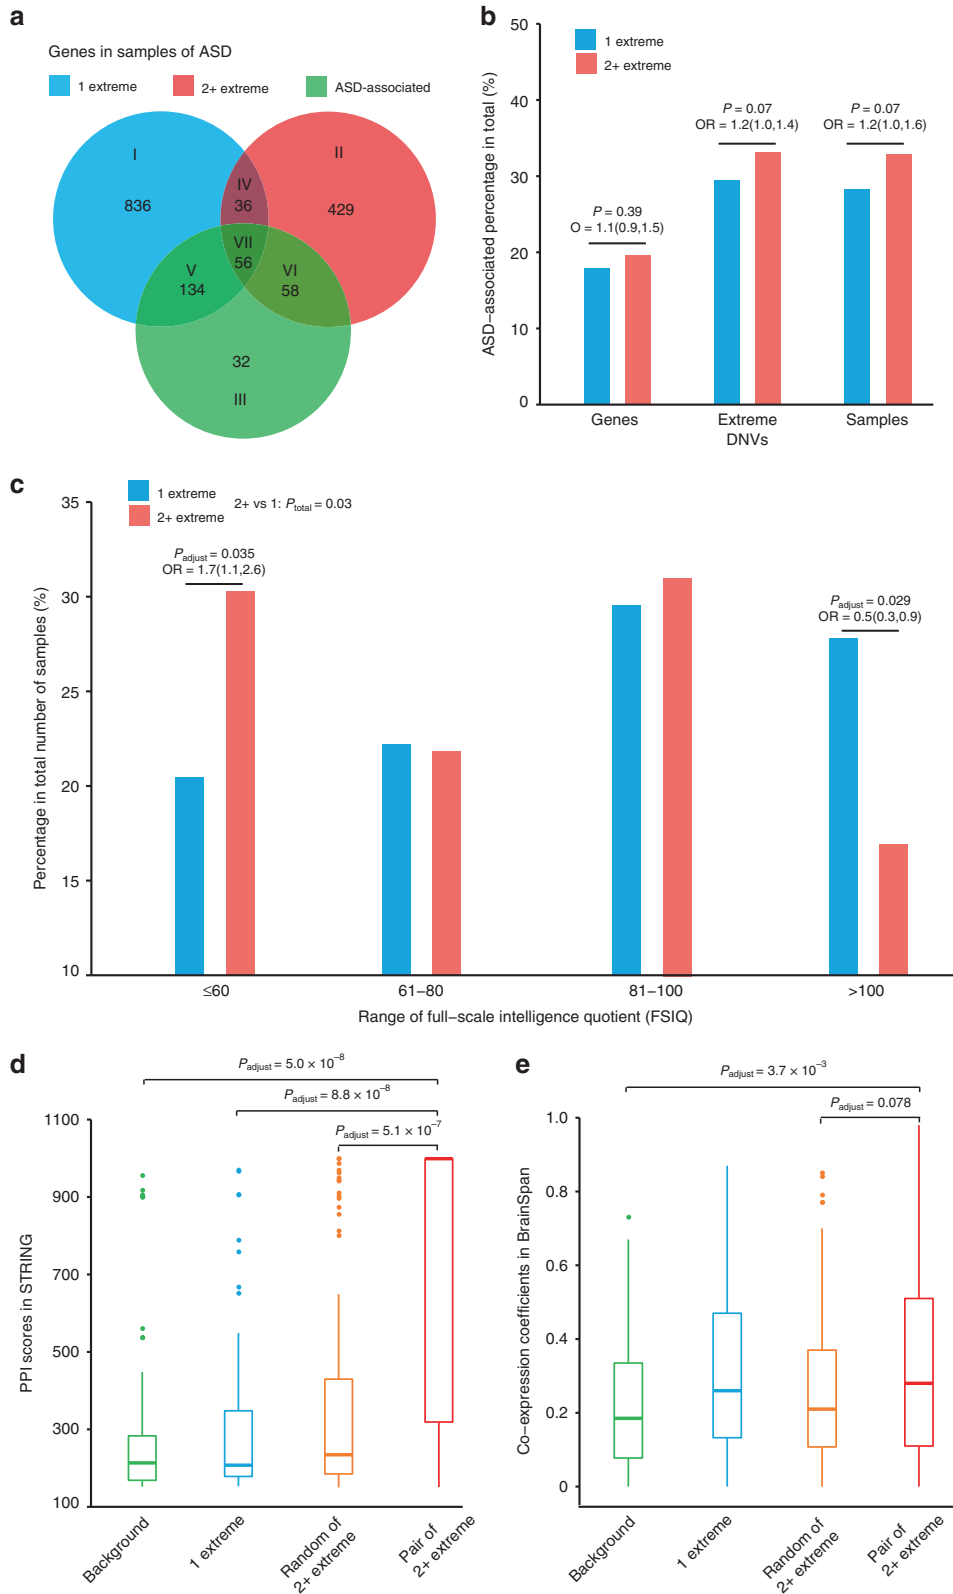 a
Genes in samples of ASD
1 extreme
2+ extreme
ASD-associated
I
II
IV
36
836
429
VII
56
V
134
VI
58
32
III
b
ASD−associated percentage in total (%)
50
40
30
20
10
0
1 extreme
2+ extreme
P = 0.39
O = 1.1(0.9,1.5)
P = 0.07
OR = 1.2(1.0,1.4)
P = 0.07
OR = 1.2(1.0,1.6)
Genes
Extreme
DNVs
Samples
c
Percentage in total number of samples (%)
35
30
25
20
15
10
1 extreme
2+ extreme
2+ vs 1: Ptotal = 0.03
Padjust = 0.035
OR = 1.7(1.1,2.6)
Padjust = 0.029
OR = 0.5(0.3,0.9)
≤60
61−80
81−100
>100
Range of full−scale intelligence quotient (FSIQ)
d
Padjust = 5.0 × 10−8
Padjust = 8.8 × 10−8
Padjust = 5.1 × 10−7
PPI scores in STRING
1100
900
700
500
300
100
Background
1 extreme
Random of
2+ extreme
Pair of
2+ extreme
e
Padjust = 3.7 × 10−3
Padjust = 0.078
Co−expression coefficients in BrainSpan
1.0
0.8
0.6
0.4
0.2
0
Background
1 extreme
Random of
2+ extreme
Pair of
2+ extreme